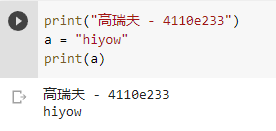 print("高瑞夫 - 4110e233")
a = "hiyow"
print(a)
高瑞夫 - 4110e233
hiyow